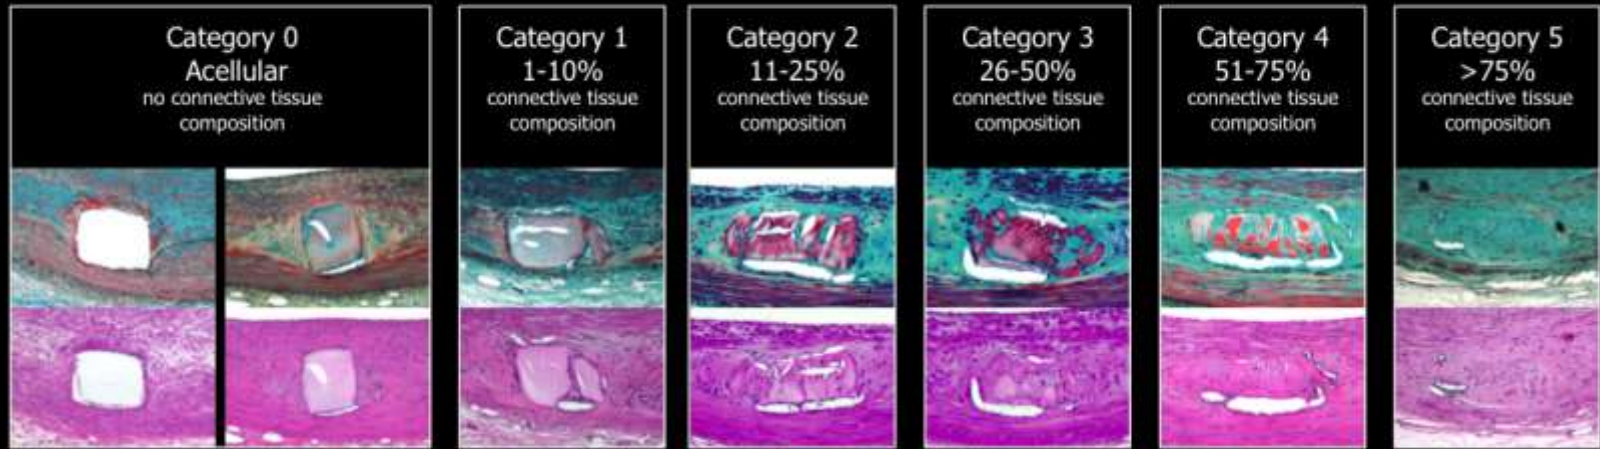 Category 0
Acellular
no connective tissue
composition
Category 1
1-10%
connective tissue
composition
Category 2
11-25%
connective tissue
composition
Category 3
26-50%
connective tissue
composition
Category 4
51-75%
connective tissue
composition
Category 5
>75%
connective tissue
composition